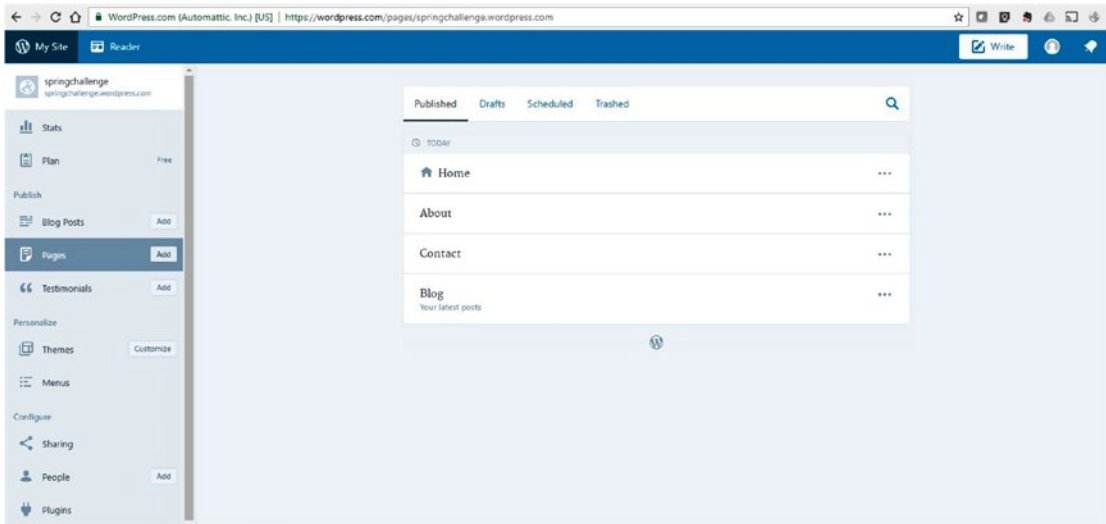 WordPress.com (Automattic, Inc.) [US] | https://wordpress.com/pages/springchallenge.wordpress.com
My Site Reader Write
springchallenge
springchallenge.wordpress.com
Stats
Plan Free
Publish
Blog Posts Add
Pages Add
Testimonials Add
Personalize
Themes Customize
Menus
Configure
Sharing
People Add
Plugins
Published Drafts Scheduled Trashed
TODAY
Home
About
Contact
Blog
Your latest posts